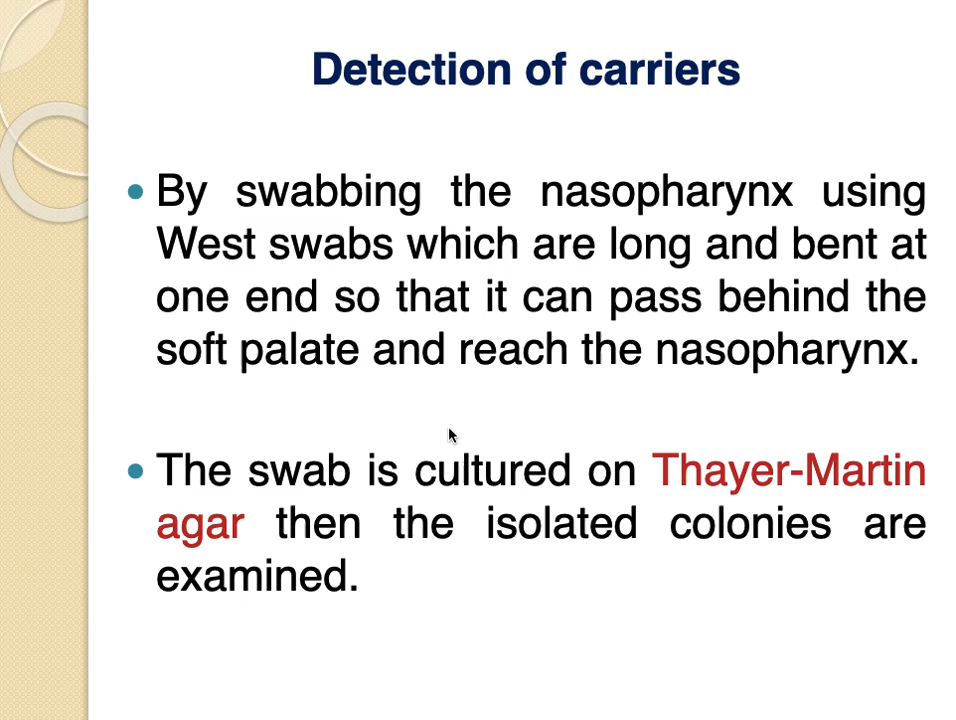 Detection of carriers
• By swabbing the nasopharynx using
West swabs which are long and bent at
one end so that it can pass behind the
soft palate and reach the nasopharynx.
• The swab is cultured on Thayer-Martin
agar then the isolated colonies are
examined.